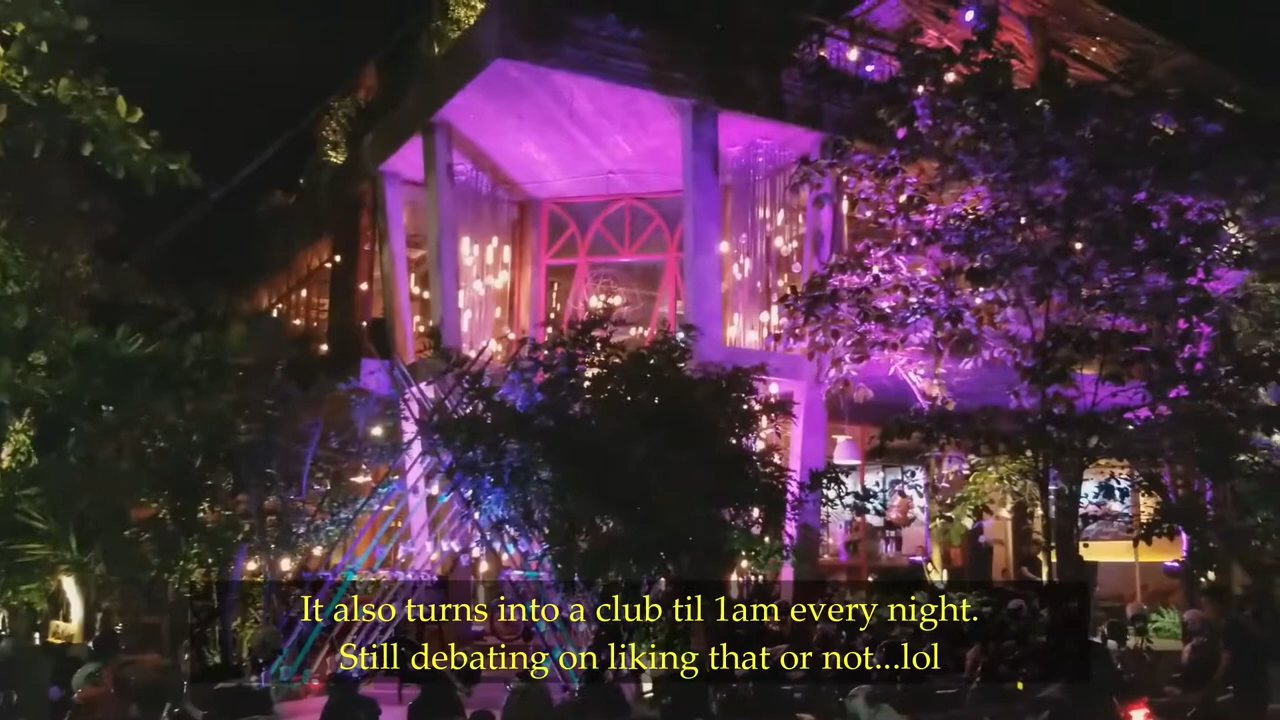 It also turns into a club til 1am every night.
Still debating on liking that or not...lol